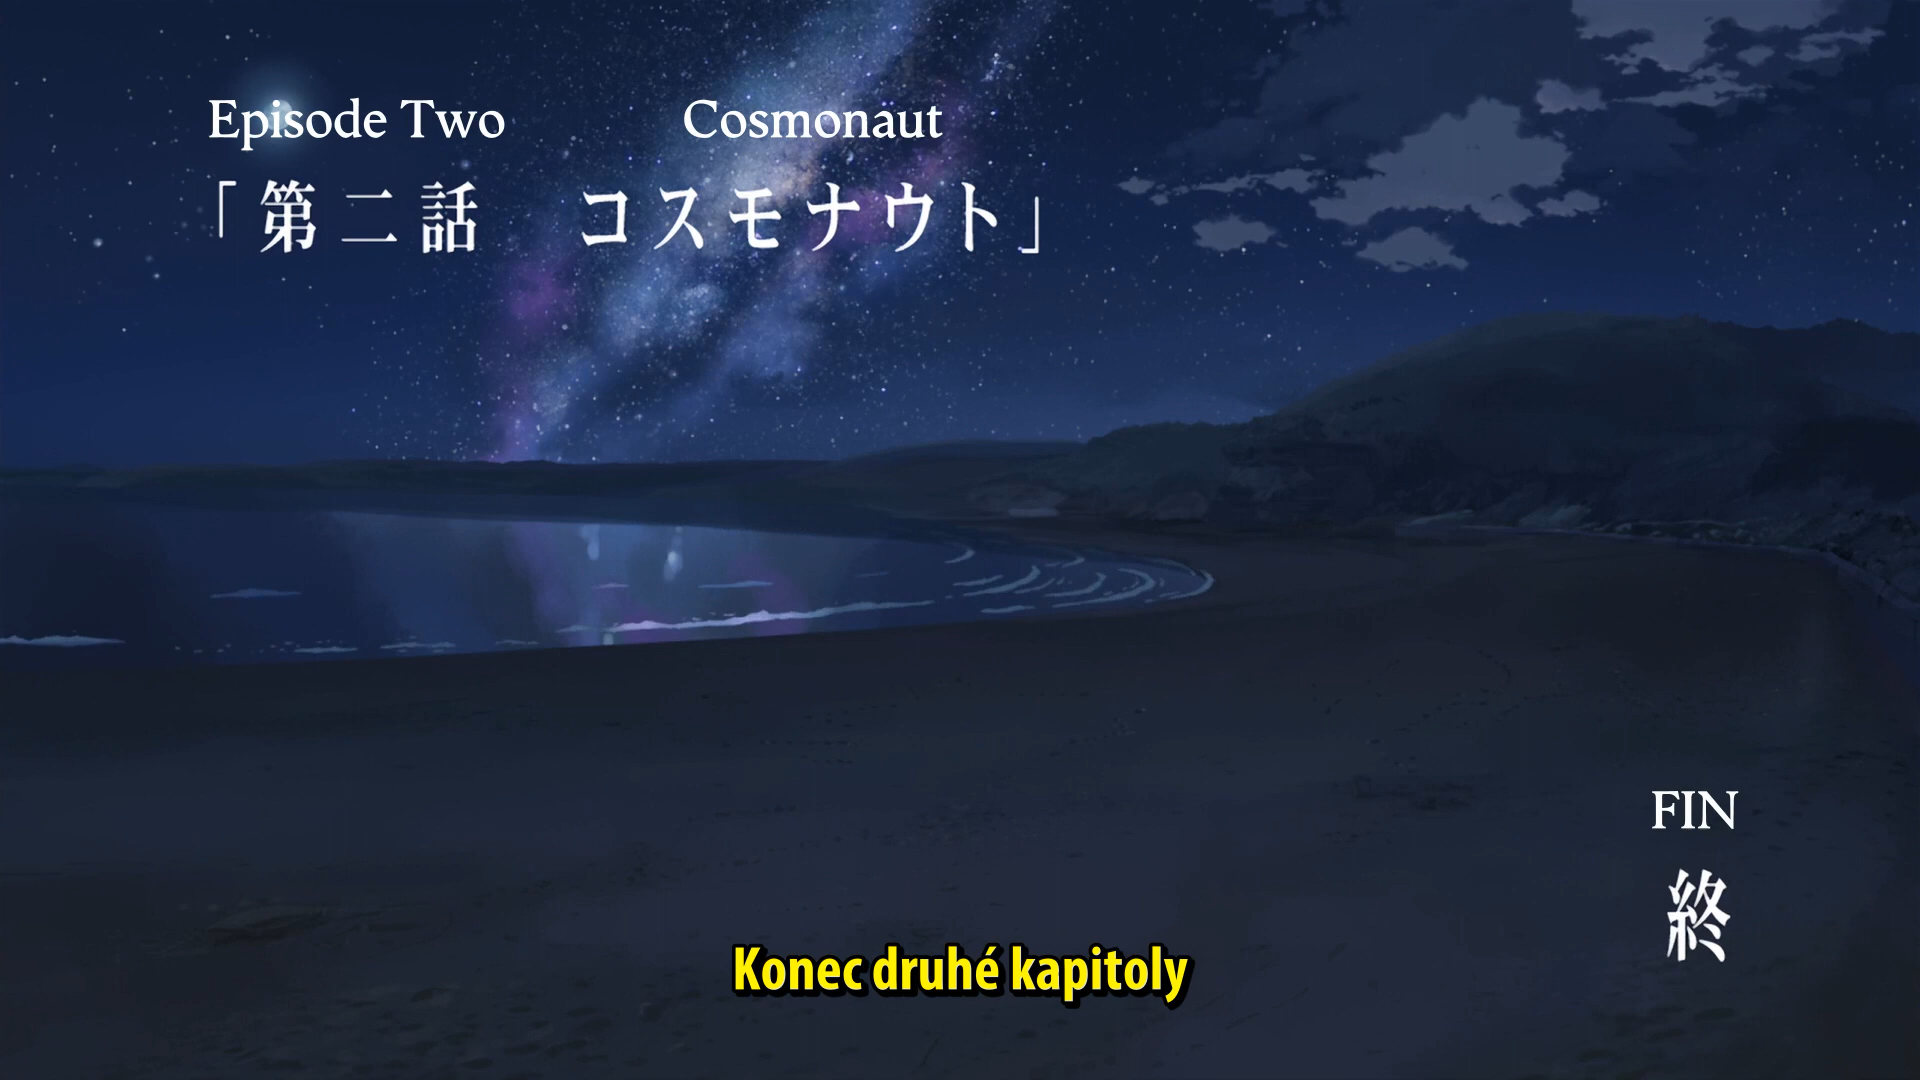 Episode Two Cosmonaut
「第二話 コスモナウト」
FIN
終
Konec druhé kapitoly